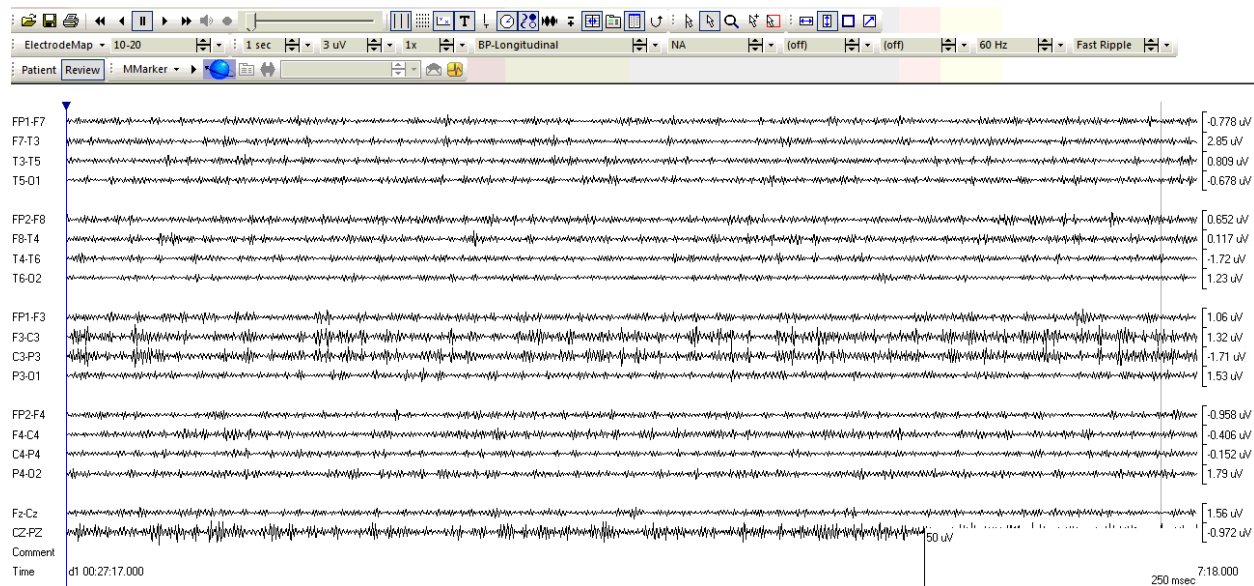 T
ElectrodeMap 10-20 1 sec 3 uV 1x BP-Longitudinal NA (off) (off) 60 Hz Fast Ripple
Patient Review MMarker
FP1-F7 -0.778 uV
F7-T3 2.85 uV
T3-T5 0.809 uV
T5-O1 -0.678 uV
FP2-F8 0.652 uV
F8-T4 0.117 uV
T4-T6 -1.72 uV
T6-O2 1.23 uV
FP1-F3 1.06 uV
F3-C3 1.32 uV
C3-P3 -1.71 uV
P3-O1 1.53 uV
FP2-F4 -0.958 uV
F4-C4 -0.406 uV
C4-P4 -0.152 uV
P4-O2 1.79 uV
Fz-Cz 1.56 uV
CZ-PZ 50 uV -0.972 uV
Comment
Time d1 00:27:17.000 7:18.000
250 msec